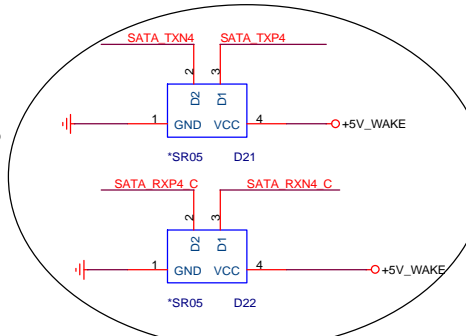 SATA_TXN4 SATA_TXP4
2 3
D2 D1
1 GND VCC 4 +5V_WAKE
*SR05 D21
SATA_RXP4_C SATA_RXN4_C
2 3
D2 D1
1 GND VCC 4 +5V_WAKE
*SR05 D22